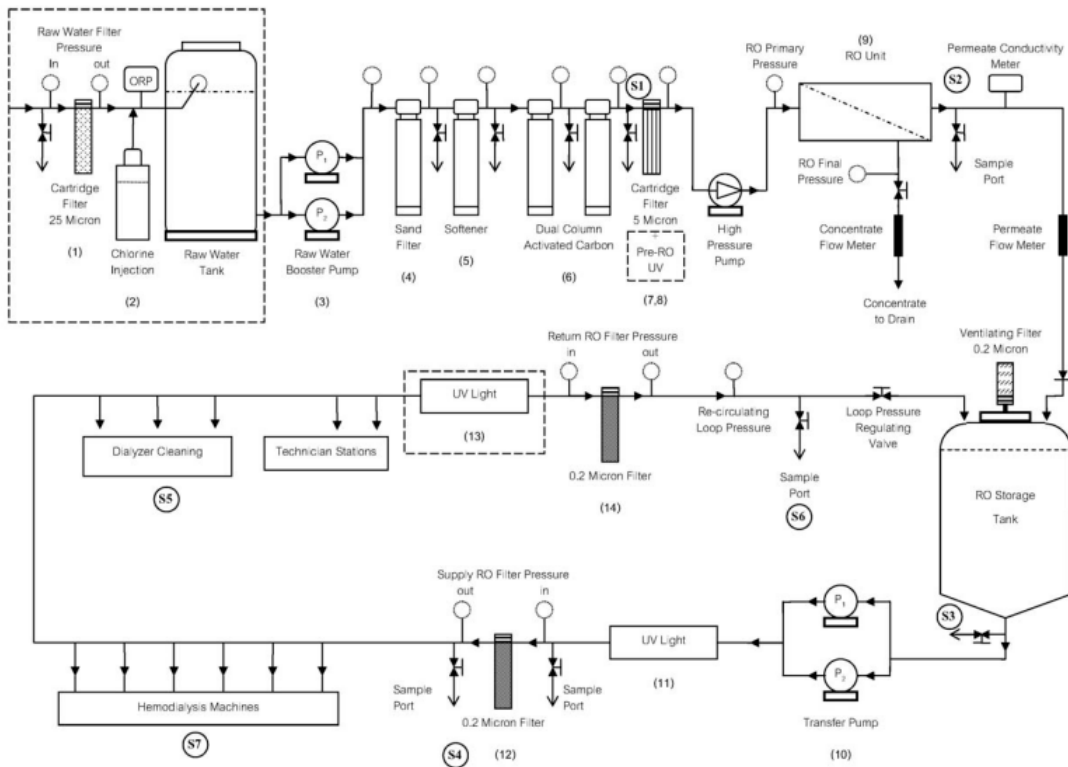 Raw Water Filter
Pressure
In
out
ORP
Cartridge
Filter
25 Micron
(1)
Chlorine
Injection
(2)
Raw Water
Tank
P1
P2
Raw Water
Booster Pump
(3)
Sand
Filter
(4)
Softener
(5)
Dual Column
Activated Carbon
(6)
S1
Cartridge
Filter
5 Micron
+
Pre-RO
UV
(7,8)
High
Pressure
Pump
RO Primary
Pressure
(9)
RO Unit
S2
Permeate Conductivity
Meter
Sample
Port
RO Final
Pressure
Concentrate
Flow Meter
Concentrate
to Drain
Permeate
Flow Meter
Ventilating Filter
0.2 Micron
Return RO Filter Pressure
in
out
UV Light
(13)
0.2 Micron Filter
(14)
Re-circulating
Loop Pressure
Sample
Port
S6
Loop Pressure
Regulating
Valve
RO Storage
Tank
Dialyzer Cleaning
S5
Technician Stations
S3
Supply RO Filter Pressure
out
in
P1
P2
Transfer Pump
(10)
UV Light
(11)
Sample
Port
0.2 Micron Filter
(12)
Sample
Port
S4
Hemodialysis Machines
S7